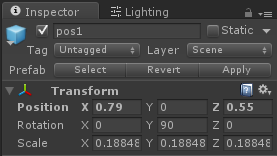 Inspector Lighting
pos1 Static
Tag Untagged Layer Scene
Prefab Select Revert Apply
Transform
Position X 0.79 Y 0 Z 0.55
Rotation X 0 Y 90 Z 0
Scale X 0.18848 Y 0.18848 Z 0.18848